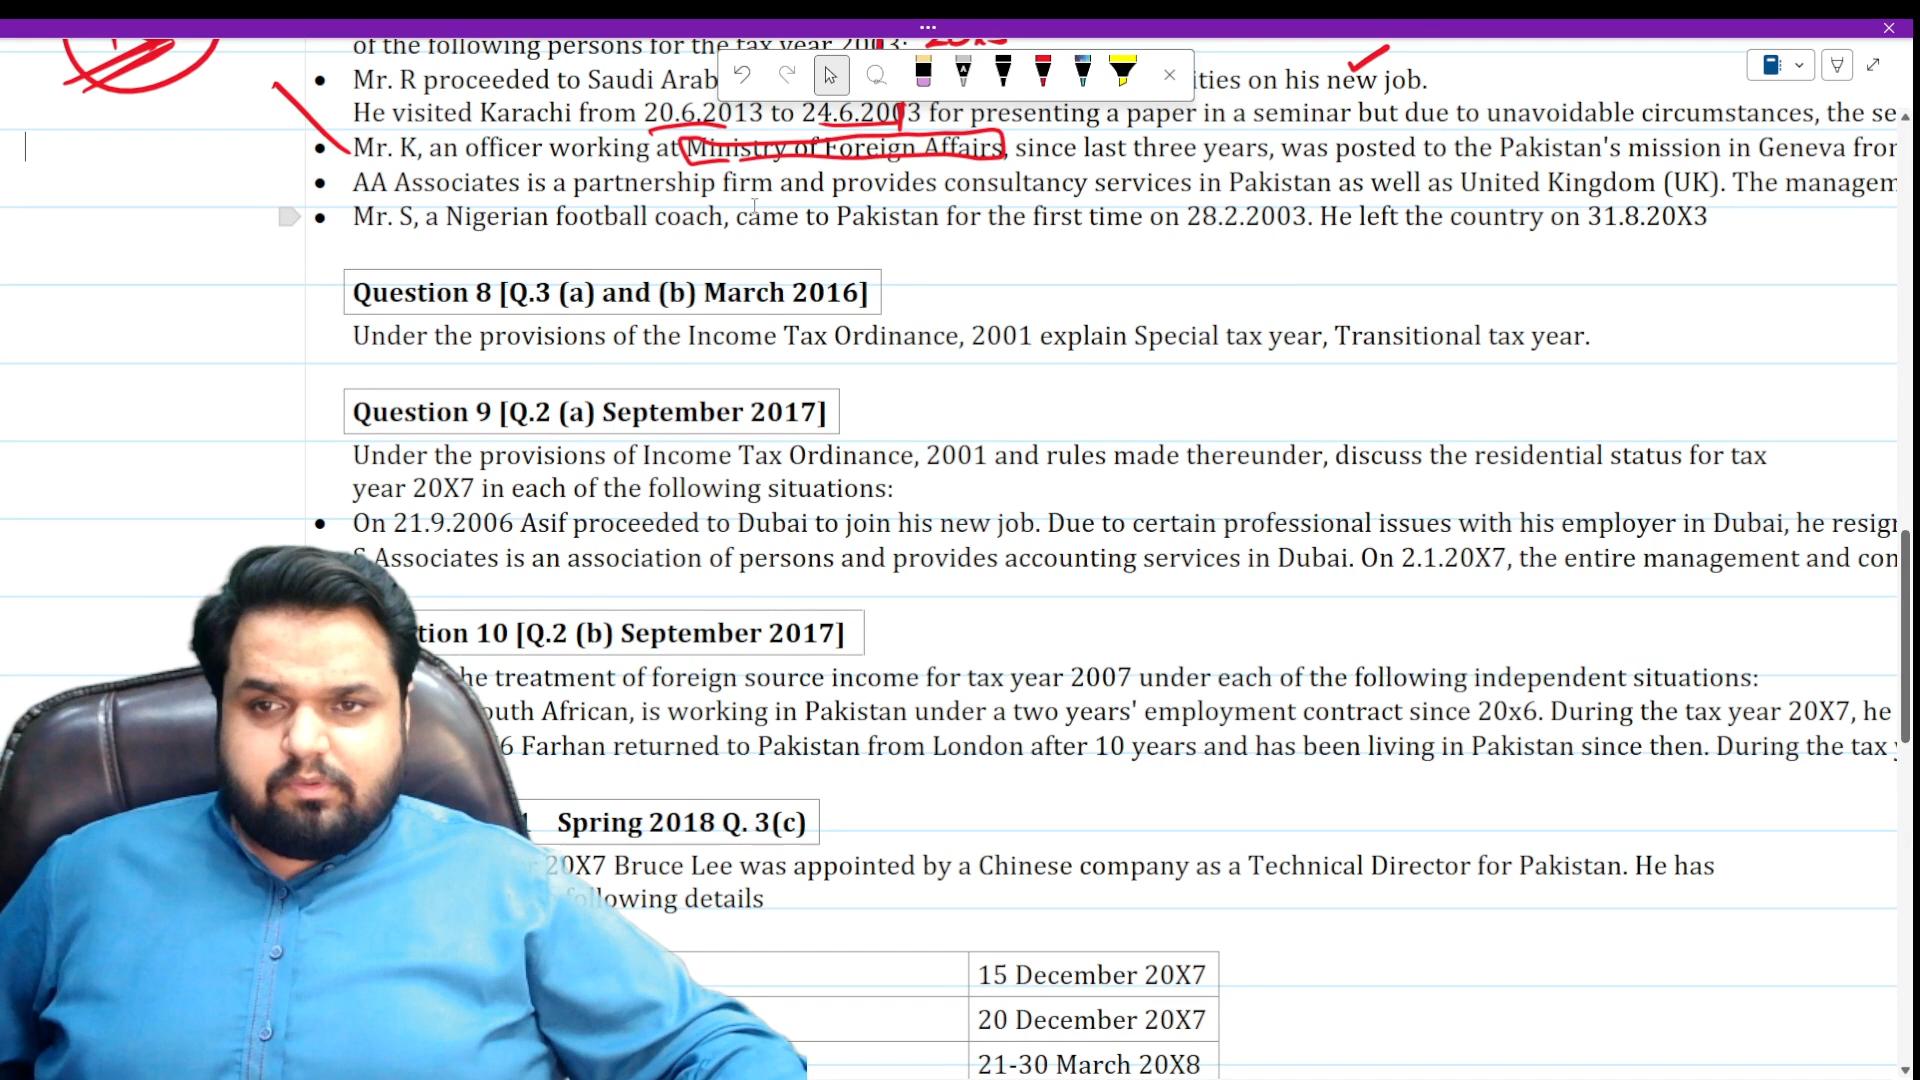 of the following persons for the tax year 2003:
Mr. R proceeded to Saudi Arab ities on his new job.
He visited Karachi from 20.6.2013 to 24.6.2003 for presenting a paper in a seminar but due to unavoidable circumstances, the se
Mr. K, an officer working at Ministry of Foreign Affairs, since last three years, was posted to the Pakistan's mission in Geneva fror
AA Associates is a partnership firm and provides consultancy services in Pakistan as well as United Kingdom (UK). The managem
Mr. S, a Nigerian football coach, came to Pakistan for the first time on 28.2.2003. He left the country on 31.8.20X3
Question 8 [Q.3 (a) and (b) March 2016]
Under the provisions of the Income Tax Ordinance, 2001 explain Special tax year, Transitional tax year.
Question 9 [Q.2 (a) September 2017]
Under the provisions of Income Tax Ordinance, 2001 and rules made thereunder, discuss the residential status for tax
year 20X7 in each of the following situations:
On 21.9.2006 Asif proceeded to Dubai to join his new job. Due to certain professional issues with his employer in Dubai, he resigr
S Associates is an association of persons and provides accounting services in Dubai. On 2.1.20X7, the entire management and con
tion 10 [Q.2 (b) September 2017]
he treatment of foreign source income for tax year 2007 under each of the following independent situations:
outh African, is working in Pakistan under a two years' employment contract since 20x6. During the tax year 20X7, he
6 Farhan returned to Pakistan from London after 10 years and has been living in Pakistan since then. During the tax
1 Spring 2018 Q. 3(c)
20X7 Bruce Lee was appointed by a Chinese company as a Technical Director for Pakistan. He has
following details
15 December 20X7
20 December 20X7
21-30 March 20X8